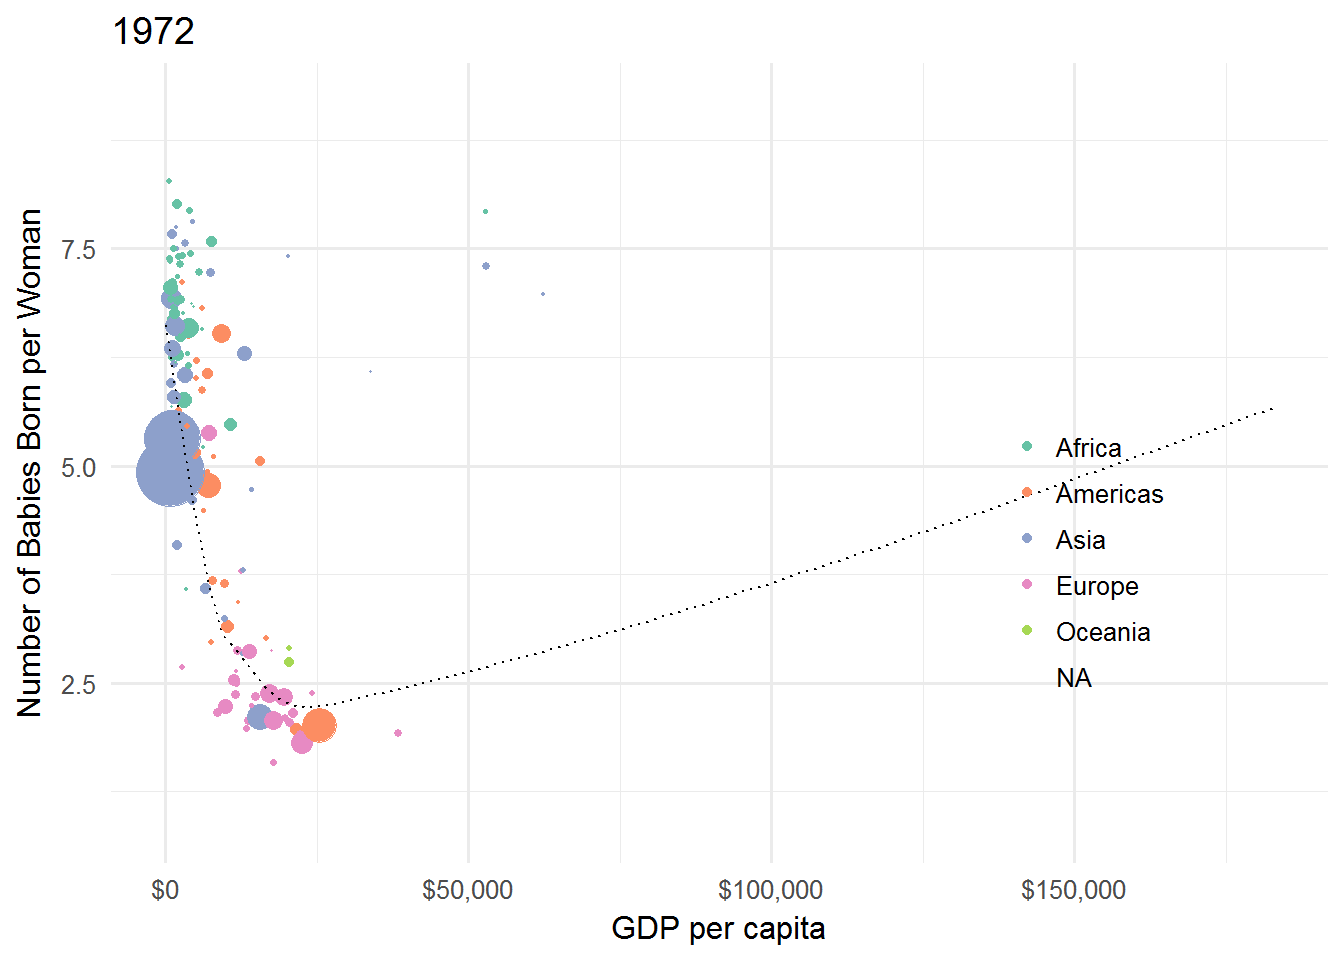 1972
Number of Babies Born per Woman
7.5
5.0
2.5
Africa
Americas
Asia
Europe
Oceania
NA
$0
$50,000
$100,000
$150,000
GDP per capita